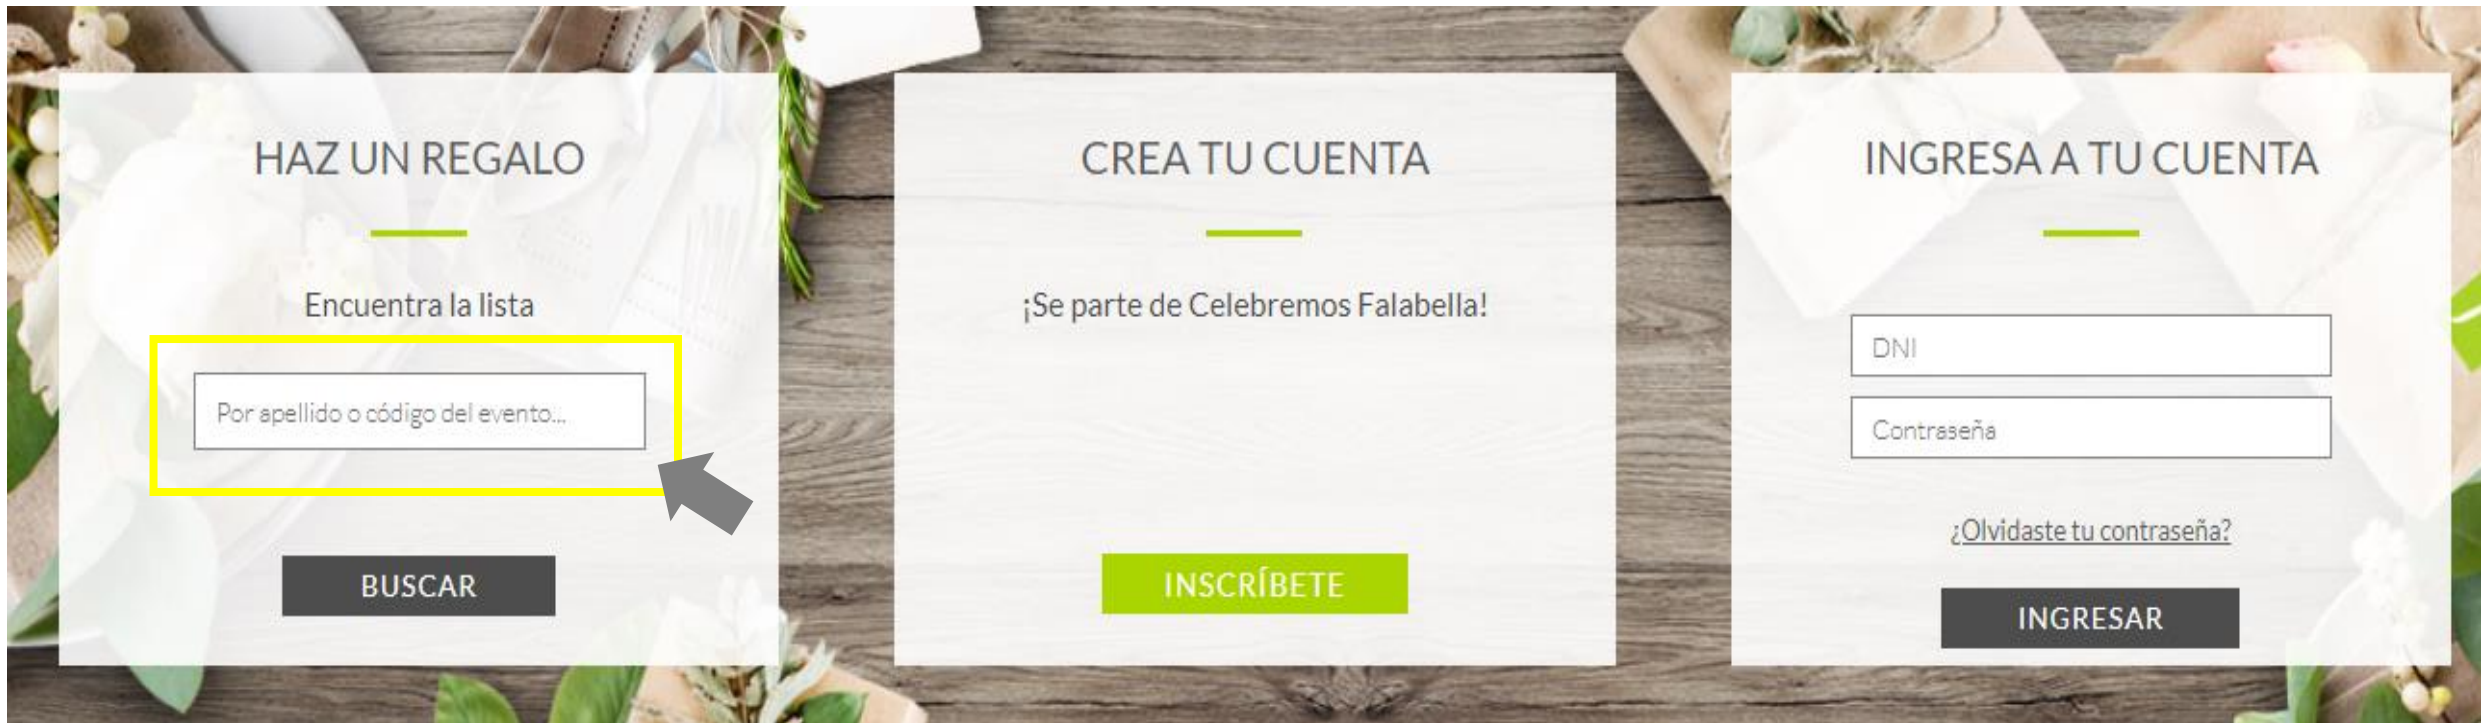 HAZ UN REGALO
Encuentra la lista
Por apellido o código del evento...
BUSCAR
CREA TU CUENTA
¡Se parte de Celebremos Falabella!
INSCRÍBETE
INGRESA A TU CUENTA
DNI
Contraseña
¿Olvidaste tu contraseña?
INGRESAR